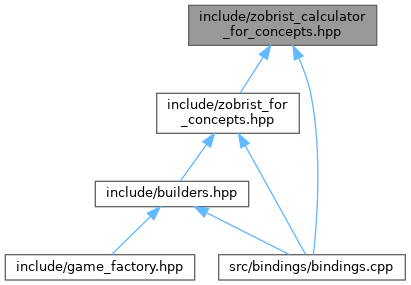 include/zobrist_calculator
_for_concepts.hpp
include/zobrist_for
_concepts.hpp
include/builders.hpp
include/game_factory.hpp
src/bindings/bindings.cpp